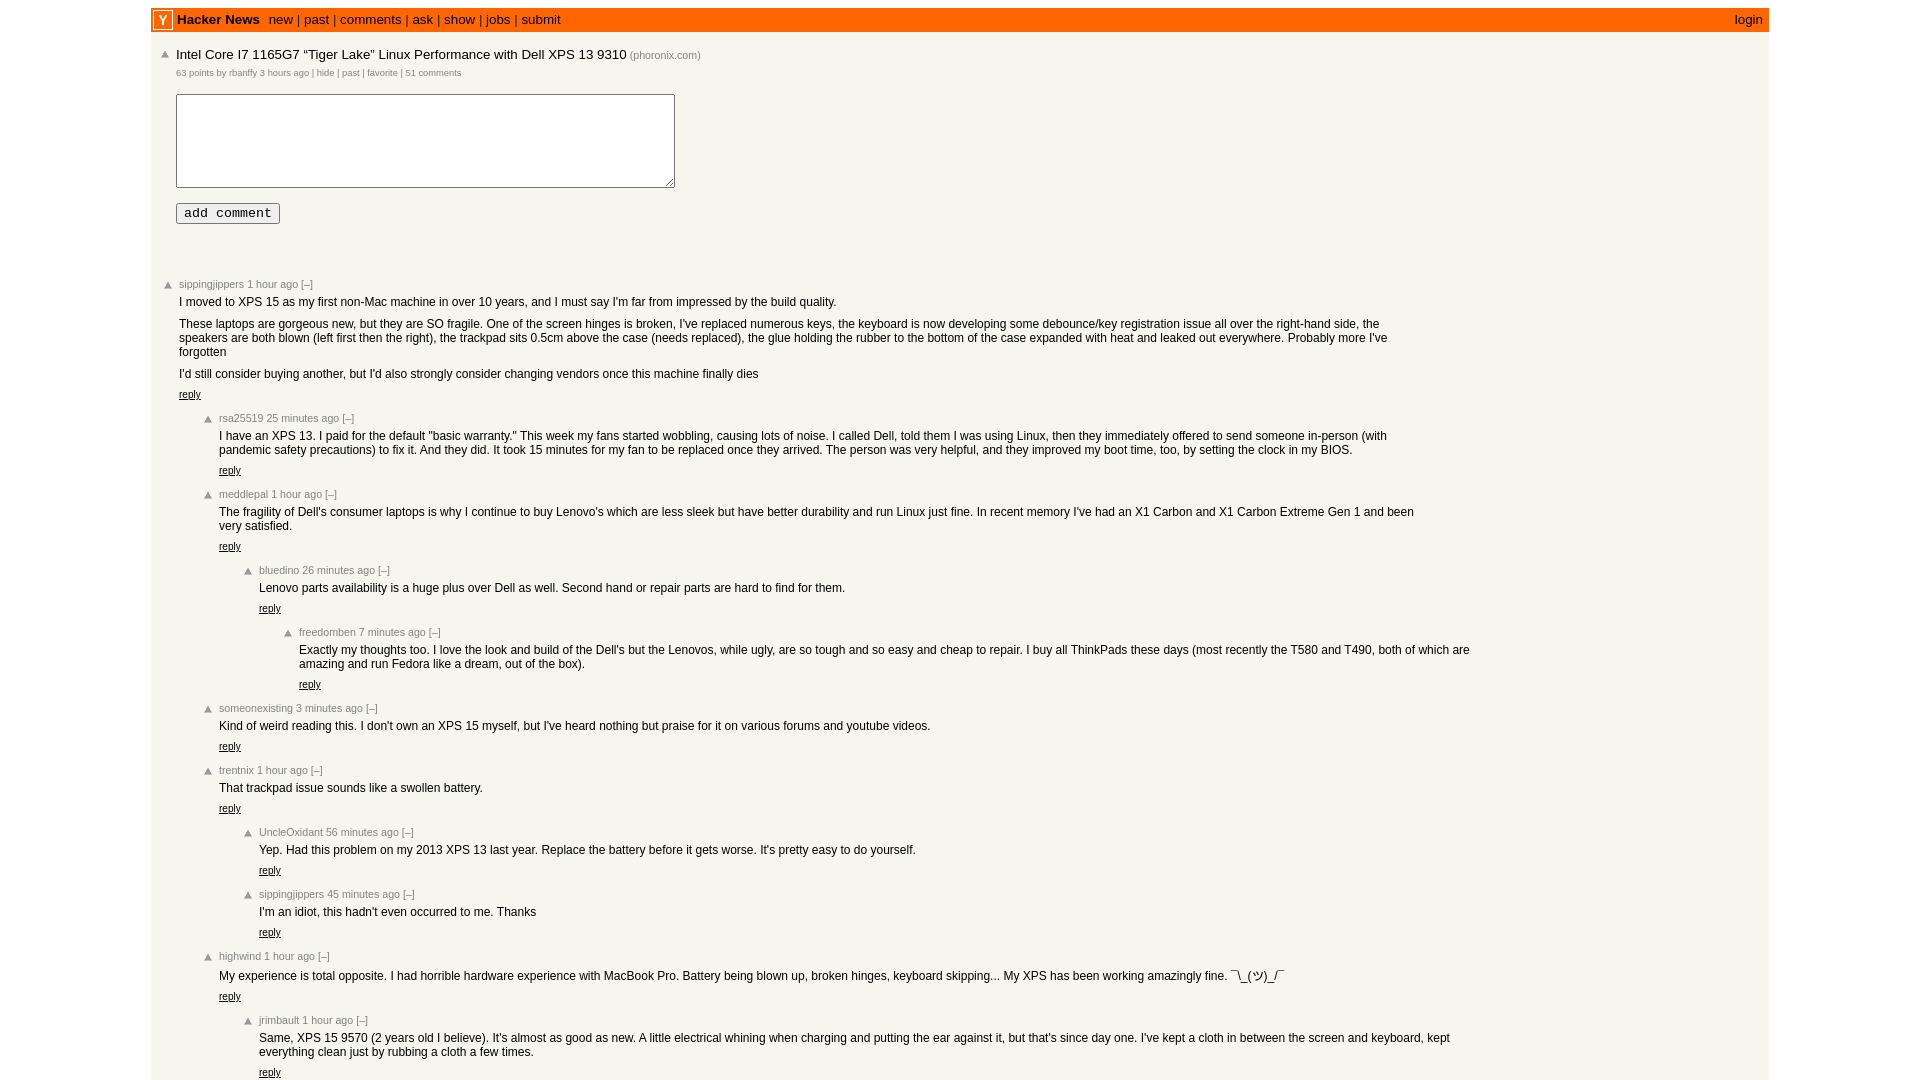 Y Hacker News new | past | comments | ask | show | jobs | submit login
Intel Core I7 1165G7 “Tiger Lake” Linux Performance with Dell XPS 13 9310 (phoronix.com)
63 points by rbanffy 3 hours ago | hide | past | favorite | 51 comments
add comment
sippingjippers 1 hour ago [–]
I moved to XPS 15 as my first non-Mac machine in over 10 years, and I must say I'm far from impressed by the build quality.
These laptops are gorgeous new, but they are SO fragile. One of the screen hinges is broken, I've replaced numerous keys, the keyboard is now developing some debounce/key registration issue all over the right-hand side, the
speakers are both blown (left first then the right), the trackpad sits 0.5cm above the case (needs replaced), the glue holding the rubber to the bottom of the case expanded with heat and leaked out everywhere. Probably more I've
forgotten
I'd still consider buying another, but I'd also strongly consider changing vendors once this machine finally dies
reply
rsa25519 25 minutes ago [–]
I have an XPS 13. I paid for the default "basic warranty." This week my fans started wobbling, causing lots of noise. I called Dell, told them I was using Linux, then they immediately offered to send someone in-person (with
pandemic safety precautions) to fix it. And they did. It took 15 minutes for my fan to be replaced once they arrived. The person was very helpful, and they improved my boot time, too, by setting the clock in my BIOS.
reply
meddlepal 1 hour ago [–]
The fragility of Dell's consumer laptops is why I continue to buy Lenovo's which are less sleek but have better durability and run Linux just fine. In recent memory I've had an X1 Carbon and X1 Carbon Extreme Gen 1 and been
very satisfied.
reply
bluedino 26 minutes ago [–]
Lenovo parts availability is a huge plus over Dell as well. Second hand or repair parts are hard to find for them.
reply
freedomben 7 minutes ago [–]
Exactly my thoughts too. I love the look and build of the Dell's but the Lenovos, while ugly, are so tough and so easy and cheap to repair. I buy all ThinkPads these days (most recently the T580 and T490, both of which are
amazing and run Fedora like a dream, out of the box).
reply
someonexisting 3 minutes ago [–]
Kind of weird reading this. I don't own an XPS 15 myself, but I've heard nothing but praise for it on various forums and youtube videos.
reply
trentnix 1 hour ago [–]
That trackpad issue sounds like a swollen battery.
reply
UncleOxidant 56 minutes ago [–]
Yep. Had this problem on my 2013 XPS 13 last year. Replace the battery before it gets worse. It's pretty easy to do yourself.
reply
sippingjippers 45 minutes ago [–]
I'm an idiot, this hadn't even occurred to me. Thanks
reply
highwind 1 hour ago [–]
My experience is total opposite. I had horrible hardware experience with MacBook Pro. Battery being blown up, broken hinges, keyboard skipping... My XPS has been working amazingly fine. ¯\_(ツ)_/¯
reply
jrimbault 1 hour ago [–]
Same, XPS 15 9570 (2 years old I believe). It's almost as good as new. A little electrical whining when charging and putting the ear against it, but that's since day one. I've kept a cloth in between the screen and keyboard, kept
everything clean just by rubbing a cloth a few times.
reply